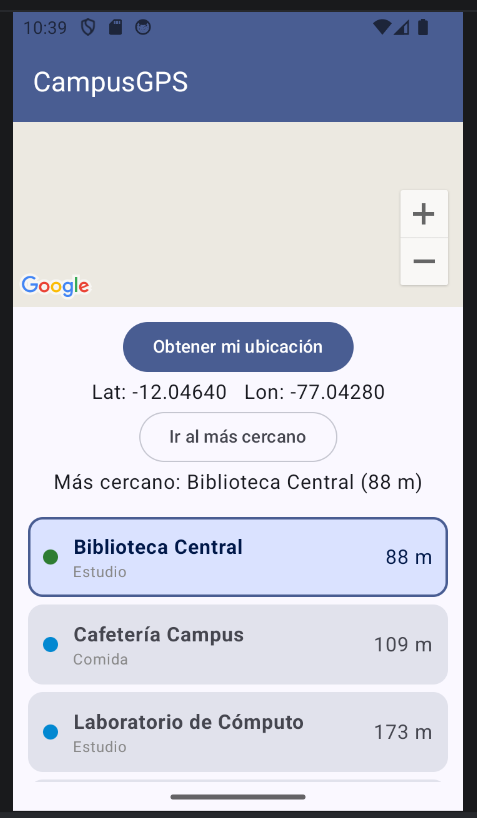 10:39
CampusGPS
+
−
Google
Obtener mi ubicación
Lat: -12.04640 Lon: -77.04280
Ir al más cercano
Más cercano: Biblioteca Central (88 m)
Biblioteca Central 88 m
Estudio
Cafetería Campus 109 m
Comida
Laboratorio de Cómputo 173 m
Estudio